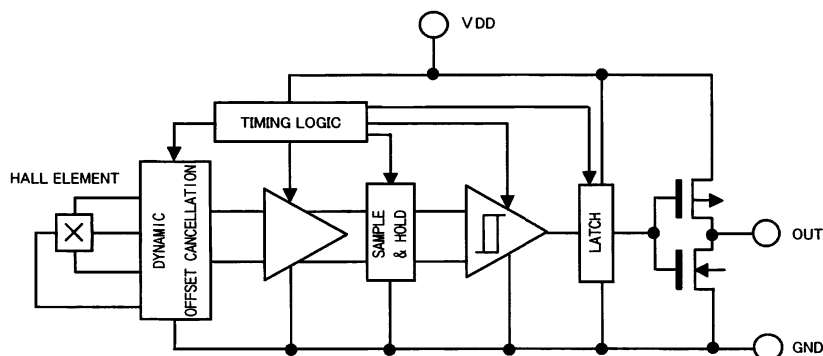 VDD
TIMING LOGIC
HALL ELEMENT
DYNAMIC
OFFSET CANCELLATION
SAMPLE
& HOLD
LATCH
OUT
GND